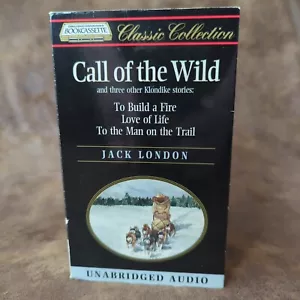 BOOKCASSETTE
Classic Collection
Call of the Wild
and three other Klondike stories:
To Build a Fire
Love of Life
To the Man on the Trail
JACK LONDON
UNABRIDGED AUDIO